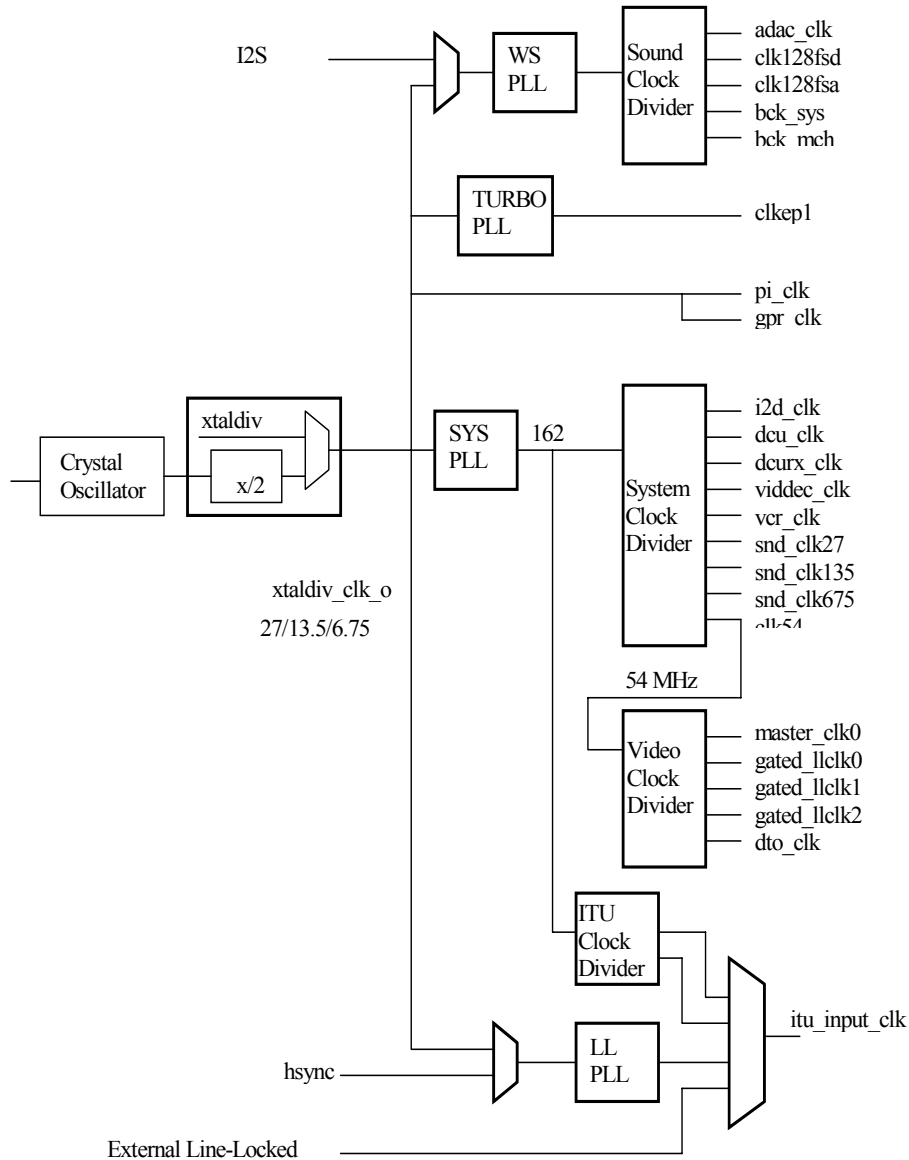 I2S
WS
PLL
Sound
Clock
Divider
adac_clk
clk128fsd
clk128fsa
bck_sys
bck_mch
TURBO
PLL
clkep1
pi_clk
gpr_clk
xtaldiv
Crystal
Oscillator
x/2
SYS
PLL
162
System
Clock
Divider
i2d_clk
dcu_clk
dcurx_clk
viddec_clk
vcr_clk
snd_clk27
snd_clk135
snd_clk675
clk54
xtaldiv_clk_o
27/13.5/6.75
54 MHz
Video
Clock
Divider
master_clk0
gated_llclk0
gated_llclk1
gated_llclk2
dto_clk
ITU
Clock
Divider
itu_input_clk
hsync
LL
PLL
External Line-Locked